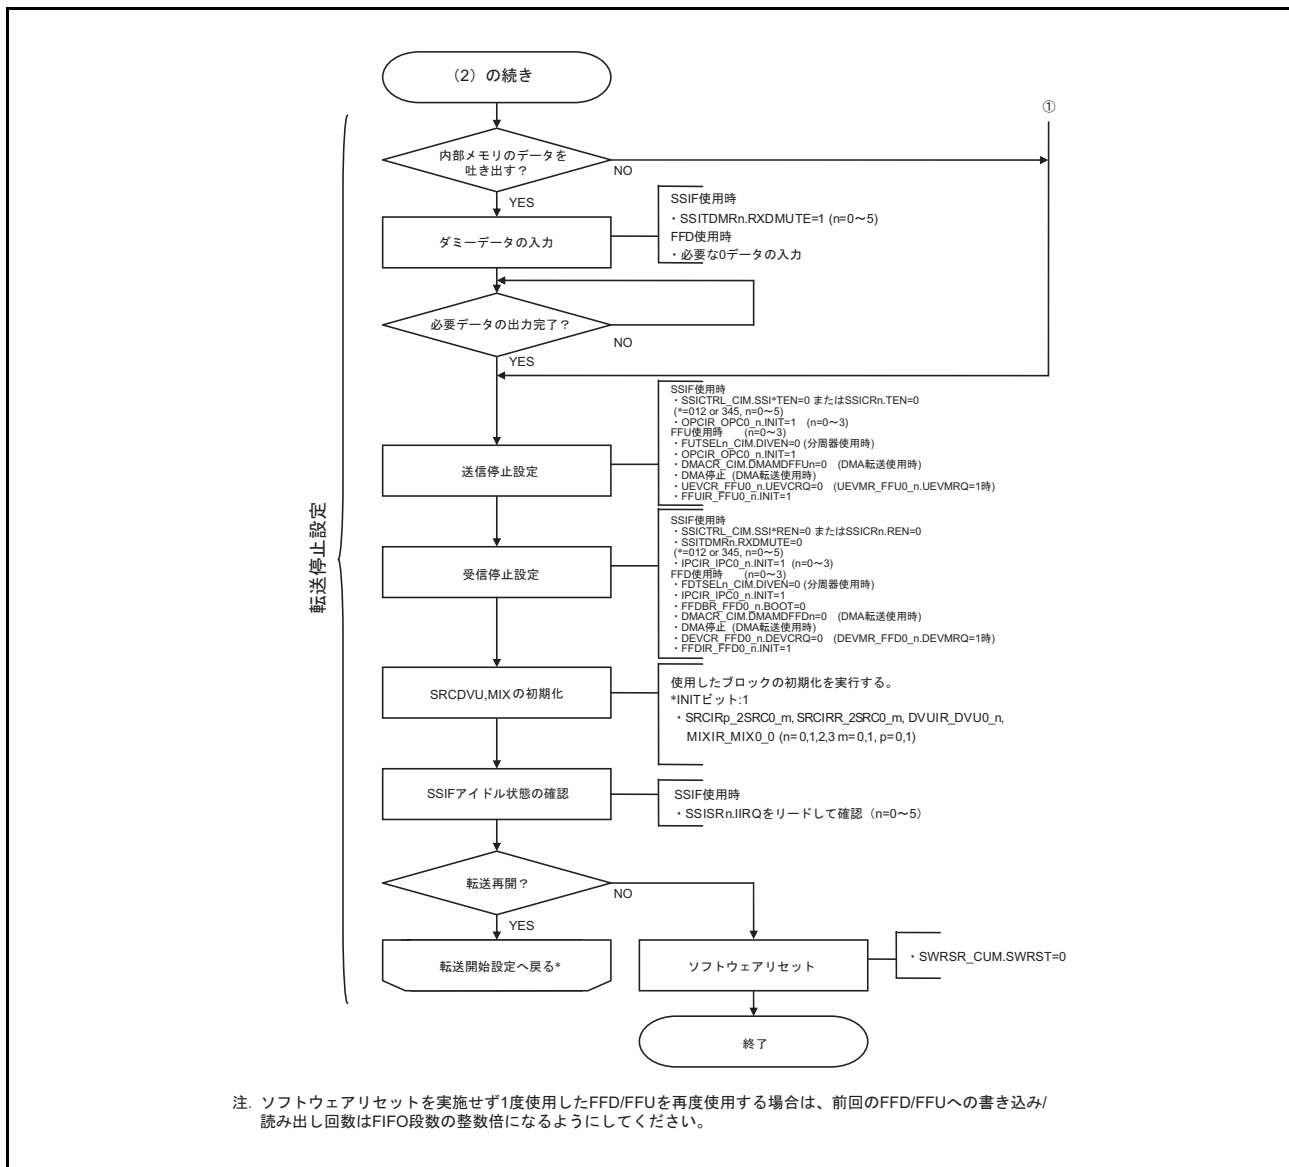 (2)の続き
①
内部メモリのデータを
吐き出す？
NO
YES
ダミーデータの入力
SSIF使用時
・SSITDMRn.RXDMUTE=1 (n=0～5)
FFD使用時
・必要な0データの入力
必要データの出力完了？
NO
YES
送信停止設定
SSIF使用時
・SSICTRL_CIM.SSI*TEN=0 またはSSICRn.TEN=0
(*=012 or 345, n=0～5)
・OPCIR_OPC0_n.INIT=1 (n=0～3)
FFU使用時 (n=0～3)
・FUTSELn_CIM.DIVEN=0 (分周器使用時)
・OPCIR_OPC0_n.INIT=1
・DMACR_CIM.DMAMDFFUn=0 (DMA転送使用時)
・DMA停止 (DMA転送使用時)
・UEVCR_FFU0_n.UEVCRQ=0 (UEVMR_FFU0_n.UEVMRQ=1時)
・FFUIR_FFU0_n.INIT=1
転送停止設定
受信停止設定
SSIF使用時
・SSICTRL_CIM.SSI*REN=0 またはSSICRn.REN=0
・SSITDMRn.RXDMUTE=0
(*=012 or 345, n=0～5)
・IPCIR_IPC0_n.INIT=1 (n=0～3)
FFD使用時 (n=0～3)
・FDTSELn_CIM.DIVEN=0 (分周器使用時)
・IPCIR_IPC0_n.INIT=1
・FFDBR_FFD0_n.BOOT=0
・DMACR_CIM.DMAMDFFDn=0 (DMA転送使用時)
・DMA停止 (DMA転送使用時)
・DEVCR_FFD0_n.DEVCRQ=0 (DEVMR_FFD0_n.DEVMRQ=1時)
・FFDIR_FFD0_n.INIT=1
SRCDVU,MIXの初期化
使用したブロックの初期化を実行する。
*INITビット:1
・SRCIRp_2SRC0_m, SRCIRR_2SRC0_m, DVUIR_DVU0_n,
MIXIR_MIX0_0 (n=0,1,2,3 m=0,1, p=0,1)
SSIFアイドル状態の確認
SSIF使用時
・SSISRn.IIRQをリードして確認（n=0～5）
転送再開？
NO
YES
転送開始設定へ戻る*
ソフトウェアリセット
・SWRSR_CUM.SWRST=0
終了
注. ソフトウェアリセットを実施せず1度使用したFFD/FFUを再度使用する場合は、前回のFFD/FFUへの書き込み/
読み出し回数はFIFO段数の整数倍になるようにしてください。